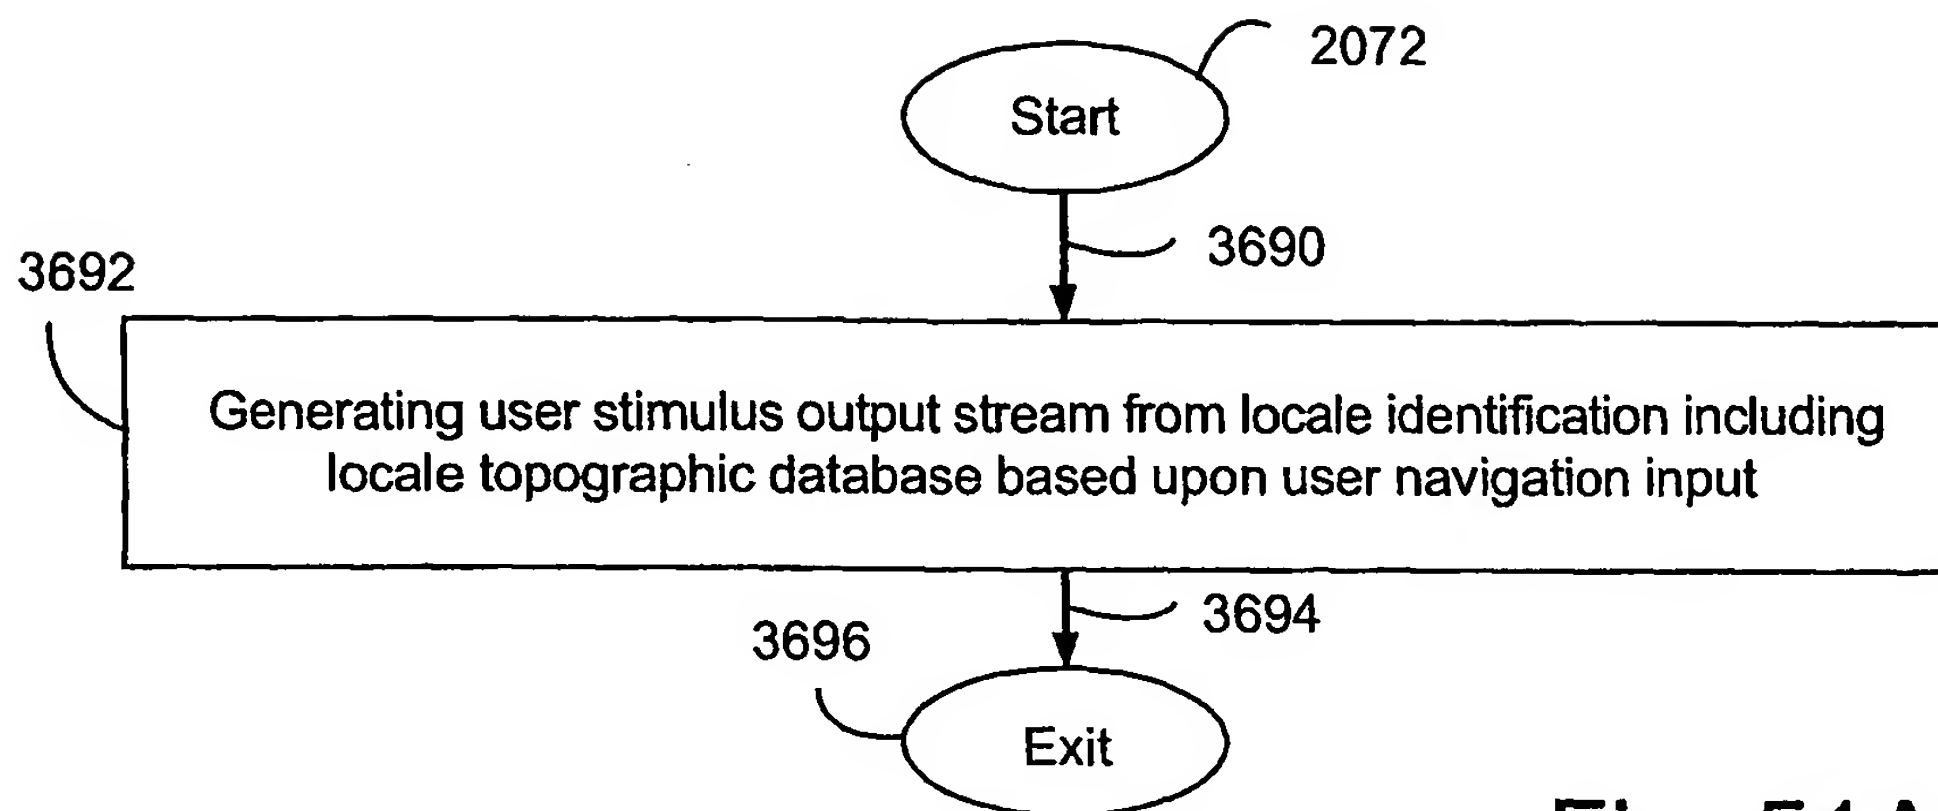 2072
Start
3690
3692
Generating user stimulus output stream from locale identification including
locale topographic database based upon user navigation input
3694
3696
Exit